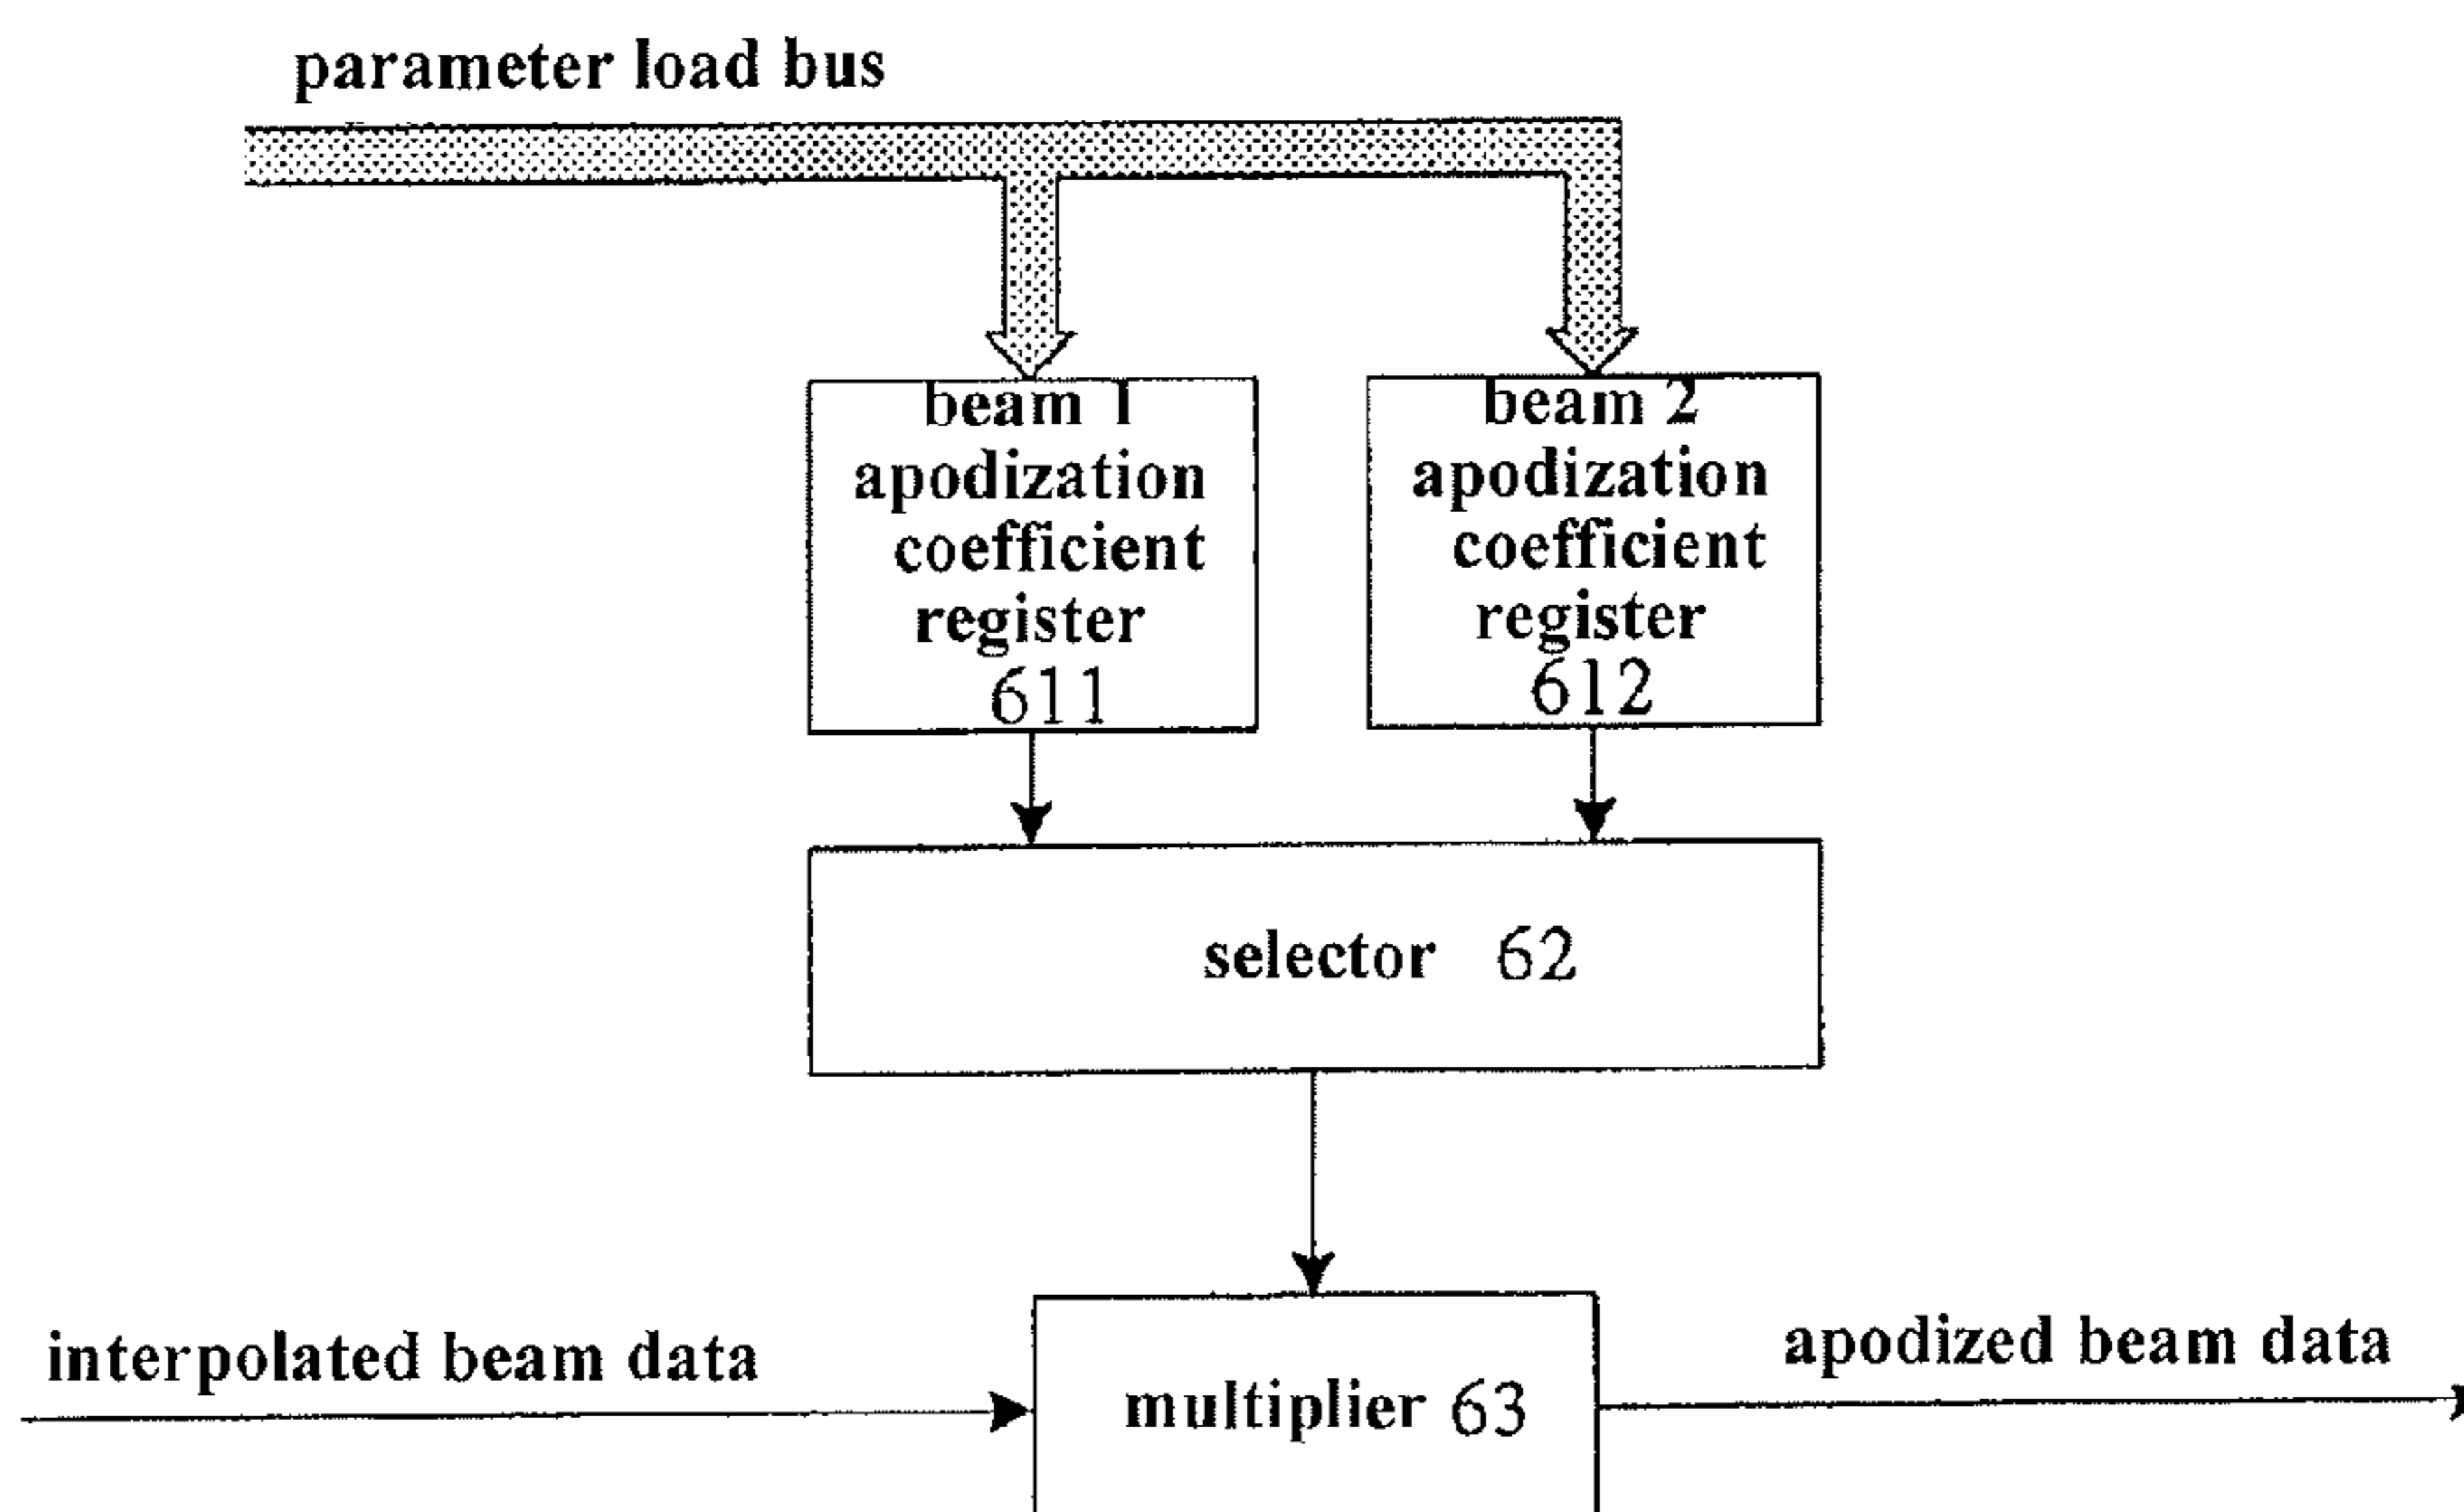 parameter load bus
beam 1
apodization
coefficient
register
611
beam 2
apodization
coefficient
register
612
selector 62
interpolated beam data
multiplier 63
apodized beam data